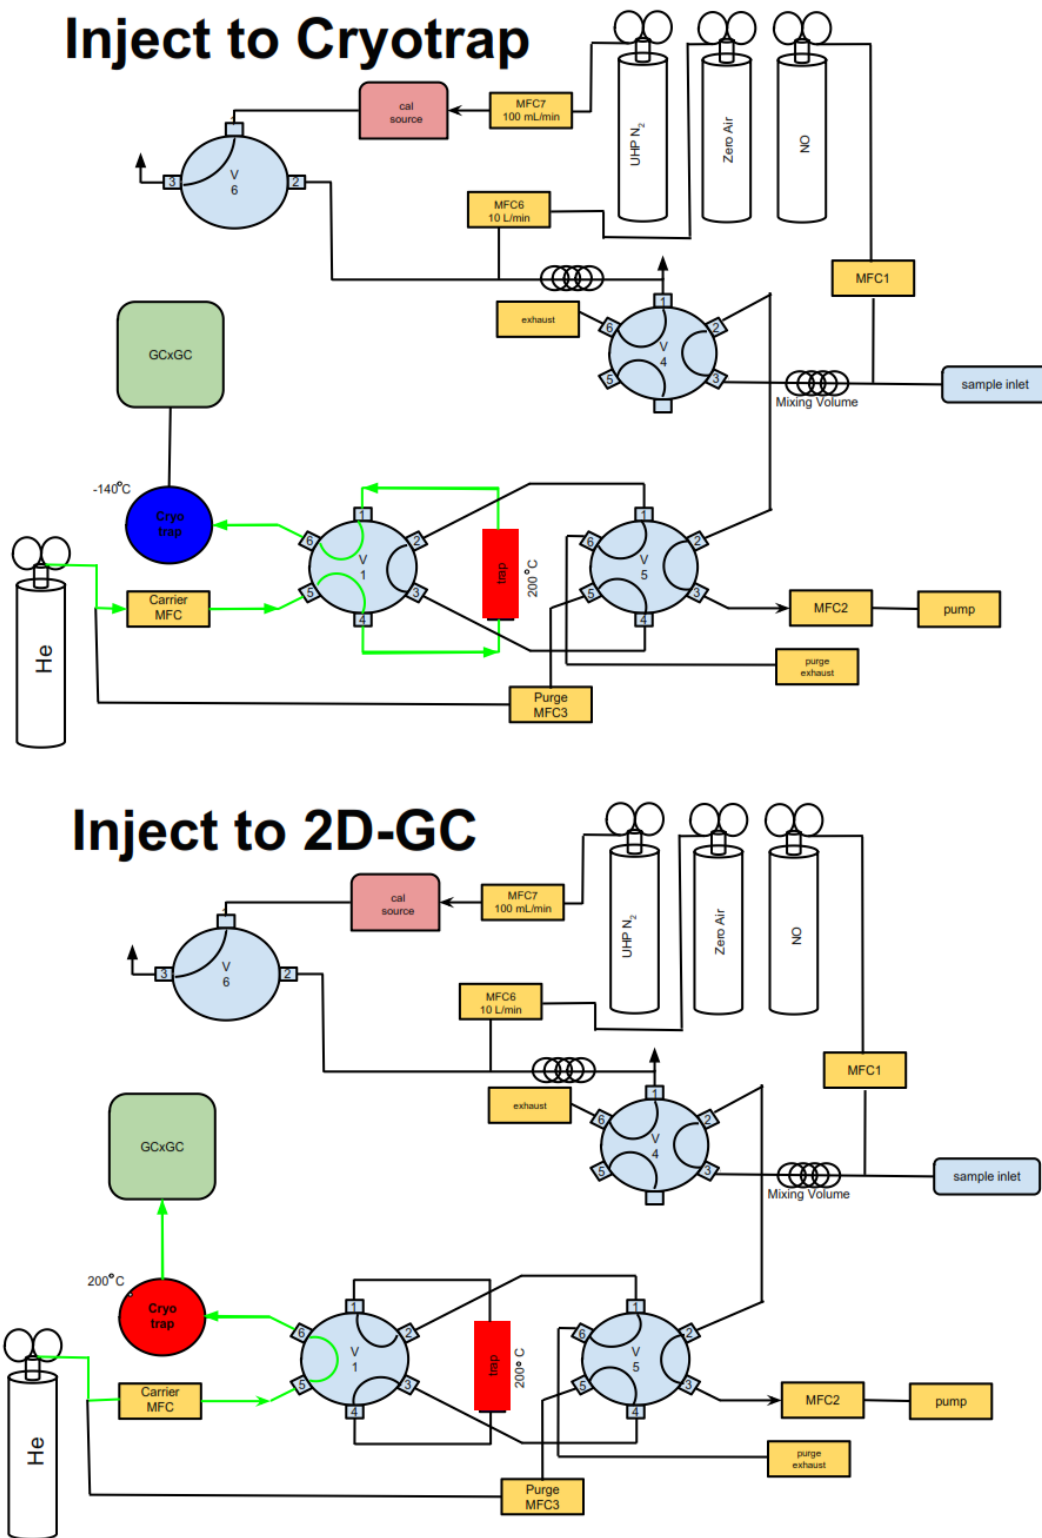 Inject to Cryotrap
cal
source
MFC7
100 mL/min
UHP N₂
Zero Air
NO
1
V
6
3
2
MFC6
10 L/min
MFC1
exhaust
1
6
2
V
4
5
3
sample inlet
Mixing Volume
GCxGC
-140°C
Cryo
trap
1
6
2
V
1
5
3
4
trap
200°C
1
6
2
V
5
5
3
4
Carrier
MFC
MFC2
pump
purge
exhaust
Purge
MFC3
He
Inject to 2D-GC
cal
source
MFC7
100 mL/min
UHP N₂
Zero Air
NO
V
6
3
2
MFC6
10 L/min
MFC1
exhaust
1
6
2
V
4
5
3
sample inlet
Mixing Volume
GCxGC
200°C
Cryo
trap
1
6
2
V
1
5
3
4
trap
200°C
1
6
2
V
5
5
3
4
Carrier
MFC
MFC2
pump
purge
exhaust
Purge
MFC3
He